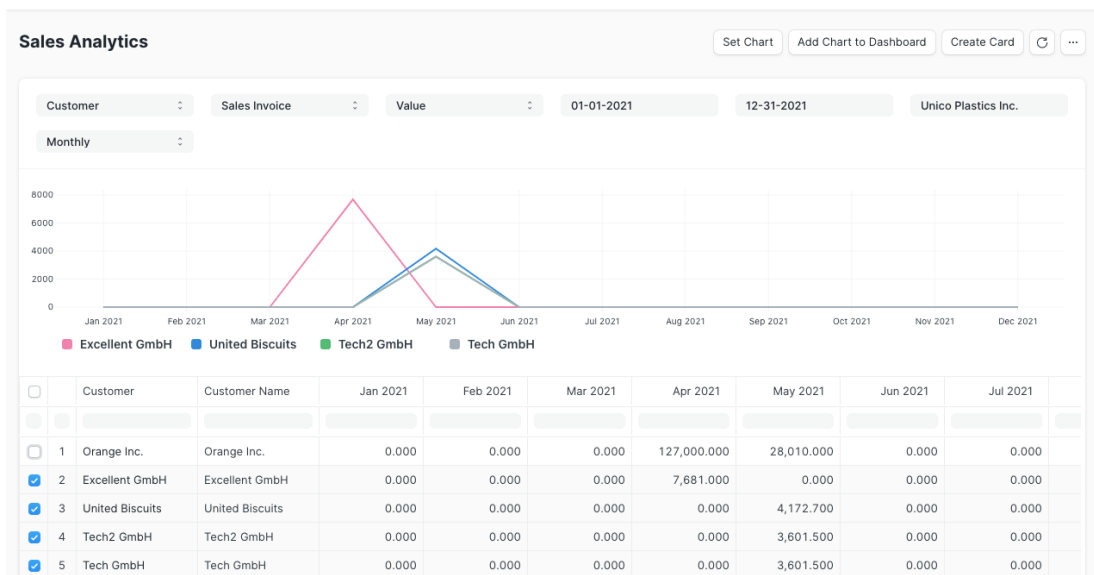 Sales Analytics
Set Chart Add Chart to Dashboard Create Card ...
Customer Sales Invoice Value 01-01-2021 12-31-2021 Unico Plastics Inc.
Monthly
8000
6000
4000
2000
0
Jan 2021 Feb 2021 Mar 2021 Apr 2021 May 2021 Jun 2021 Jul 2021 Aug 2021 Sep 2021 Oct 2021 Nov 2021 Dec 2021
Excellent GmbH United Biscuits Tech2 GmbH Tech GmbH
Customer Customer Name Jan 2021 Feb 2021 Mar 2021 Apr 2021 May 2021 Jun 2021 Jul 2021
1 Orange Inc. Orange Inc. 0.000 0.000 0.000 127,000.000 28,010.000 0.000 0.000
2 Excellent GmbH Excellent GmbH 0.000 0.000 0.000 7,681.000 0.000 0.000 0.000
3 United Biscuits United Biscuits 0.000 0.000 0.000 0.000 4,172.700 0.000 0.000
4 Tech2 GmbH Tech2 GmbH 0.000 0.000 0.000 0.000 3,601.500 0.000 0.000
5 Tech GmbH Tech GmbH 0.000 0.000 0.000 0.000 3,601.500 0.000 0.000